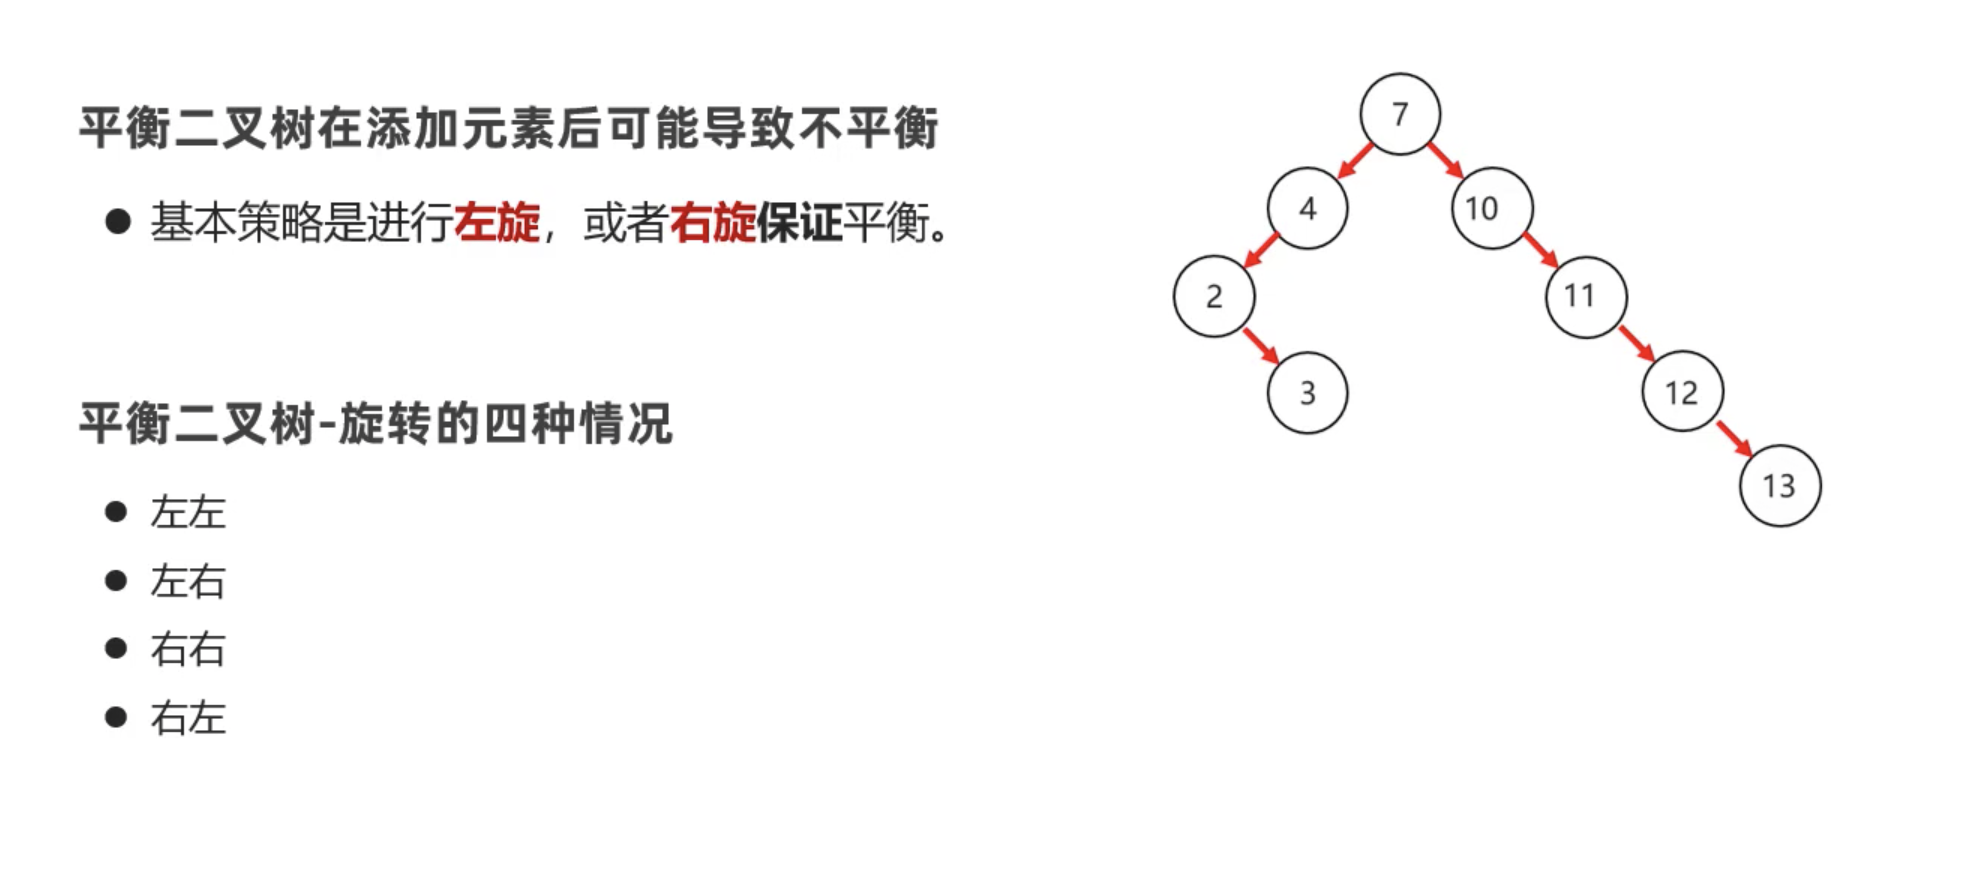 平衡二叉树在添加元素后可能导致不平衡
● 基本策略是进行左旋，或者右旋保证平衡。
平衡二叉树-旋转的四种情况
● 左左
● 左右
● 右右
● 右左
7
4
10
2
11
3
12
13